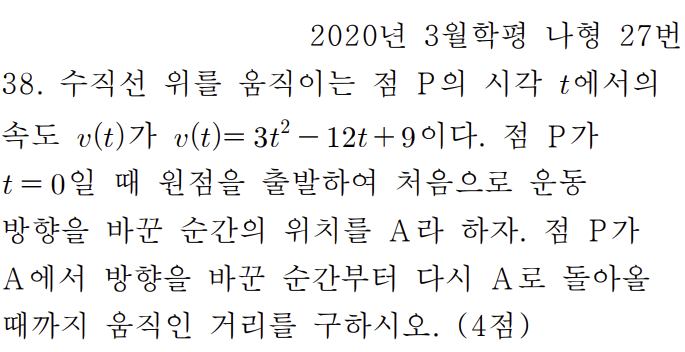 2020년 3월학평 나형 27번
38. 수직선 위를 움직이는 점 P의 시각 t에서의
속도 v(t)가 v(t)= 3t² − 12t + 9이다. 점 P가
t = 0일 때 원점을 출발하여 처음으로 운동
방향을 바꾼 순간의 위치를 A라 하자. 점 P가
A에서 방향을 바꾼 순간부터 다시 A로 돌아올
때까지 움직인 거리를 구하시오. (4점)